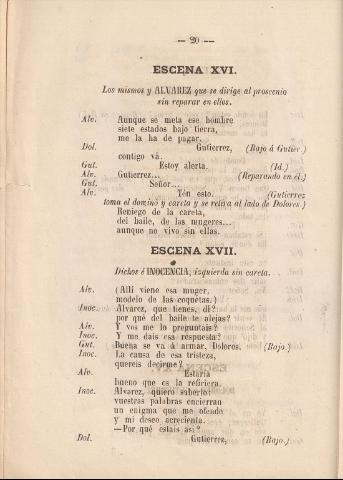 — 20 —
ESCENA XVI.
Los mismos y ALVAREZ que se dirige al proscenio
sin reparar en ellos.
Alv. Aunque se meta ese hombre
siete estados bajo tierra,
me la ha de pagar.
Dol. Gutierrez, (Bajo á Gutier.)
contigo vá.
Gut. Estoy alerta. (Id.)
Alv. Gutierrez... (Reparando en él.)
Gut. Señor...
Alv. Tén esto. (Gutierrez
toma el dominó y careta y se retira al lado de Dolores.)
Reniego de la careta,
del baile, de las mugeres...
aunque no vivo sin ellas.
ESCENA XVII.
Dichos é INOCENCIA, izquierda sin careta.
Alv. (Allí viene esa muger,
modelo de las coquetas.)
Inoc. Alvarez, que tienes, dí?
por qué del baile te alejas?
Alv. Y vos me lo preguntais?
Inoc. Y me dais esa respuesta?
Gut. Buena se va á armar, Dolores. (Bajo.)
Inoc. La causa de esa tristeza,
quereis decirme?
Alv. Estaria
bueno que es la refiriera.
Inoc. Alvarez, quiero saberlo:
vuestras palabras encierran
un enigma que me ofende
y mi deseo acrecienta.
—Por qué estais asi?
Dol. Gutierrez, (Bajo.)